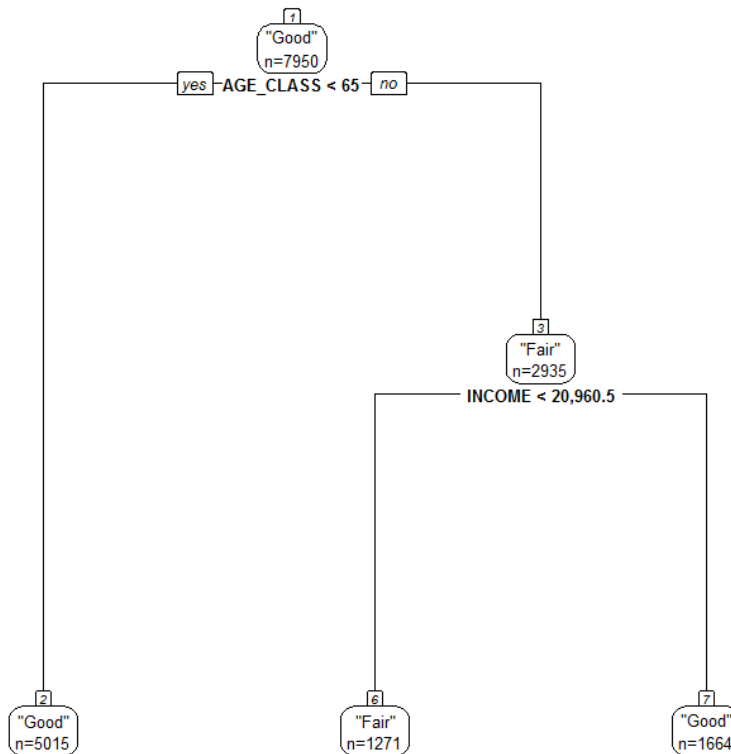 1
"Good"
n=7950
yes AGE_CLASS < 65 no
3
"Fair"
n=2935
INCOME < 20,960.5
2 6 7
"Good" "Fair" "Good"
n=5015 n=1271 n=1664